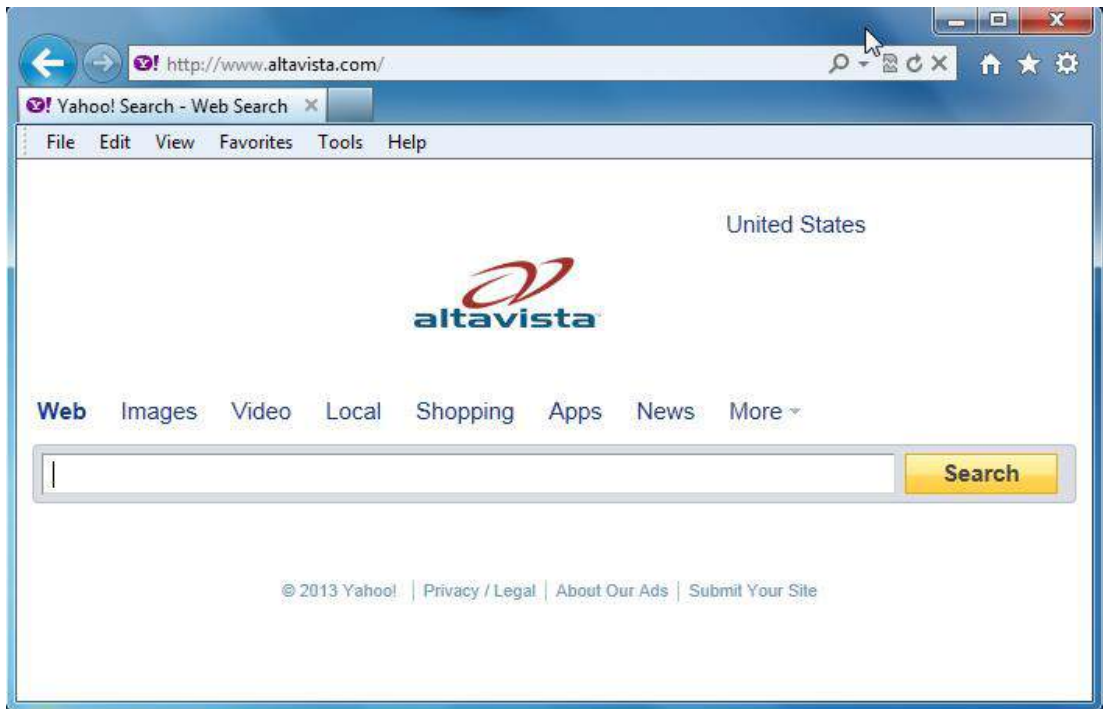 http://www.altavista.com/
Yahoo! Search - Web Search
File Edit View Favorites Tools Help
United States
altavista
Web Images Video Local Shopping Apps News More
Search
© 2013 Yahoo! | Privacy / Legal | About Our Ads | Submit Your Site